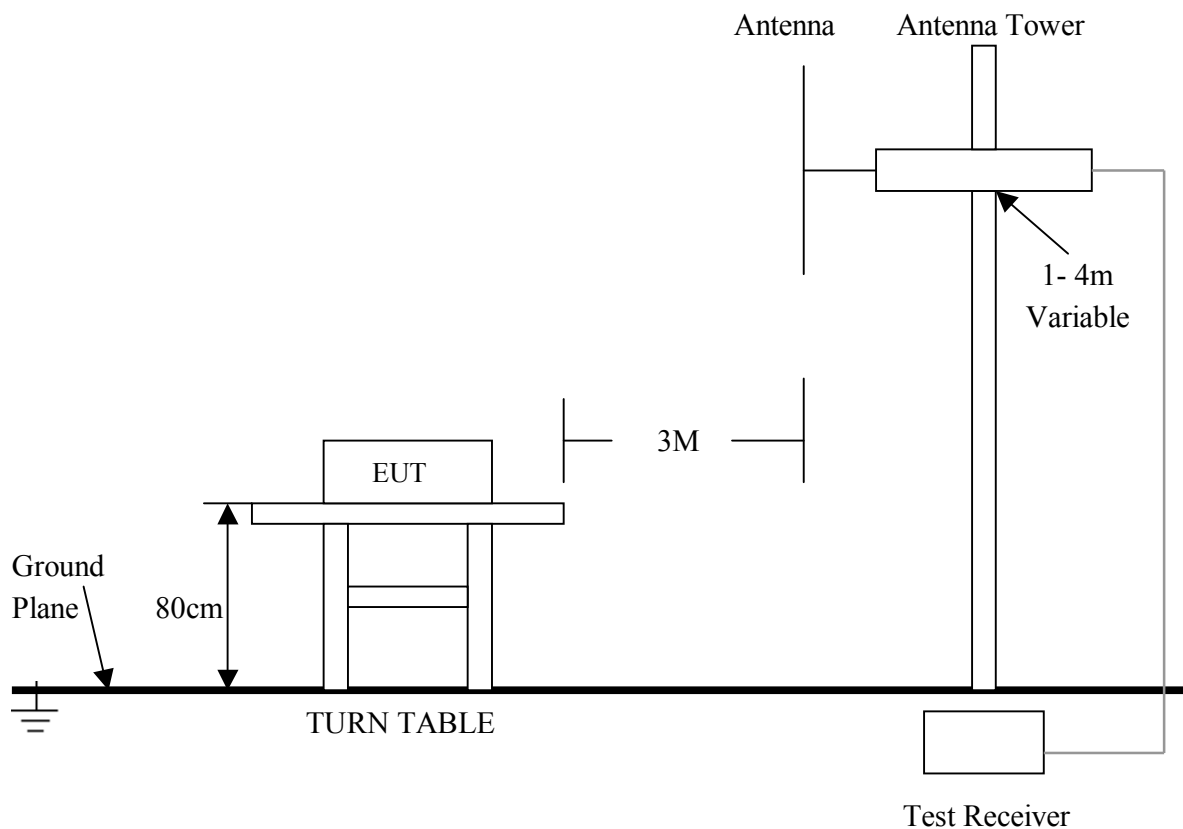 Antenna
Antenna Tower
1- 4m
Variable
3M
EUT
Ground
Plane
80cm
TURN TABLE
Test Receiver